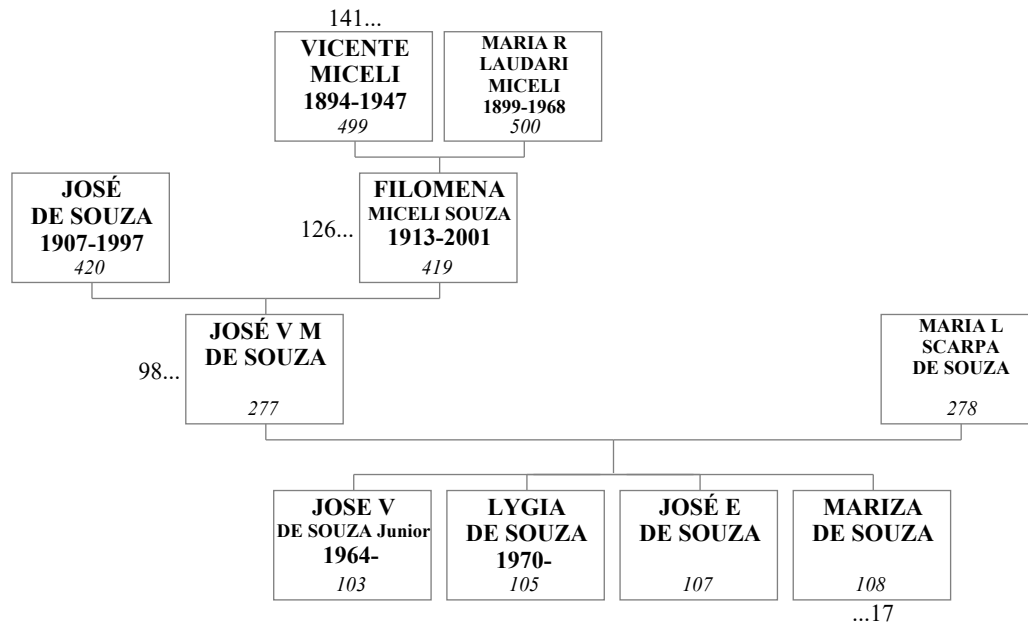 141...
VICENTE
MICELI
1894-1947
499
MARIA R
LAUDARI
MICELI
1899-1968
500
JOSÉ
DE SOUZA
1907-1997
420
126...
FILOMENA
MICELI SOUZA
1913-2001
419
98...
JOSÉ V M
DE SOUZA
277
MARIA L
SCARPA
DE SOUZA
278
JOSE V
DE SOUZA Junior
1964-
103
LYGIA
DE SOUZA
1970-
105
JOSÉ E
DE SOUZA
107
MARIZA
DE SOUZA
108
...17